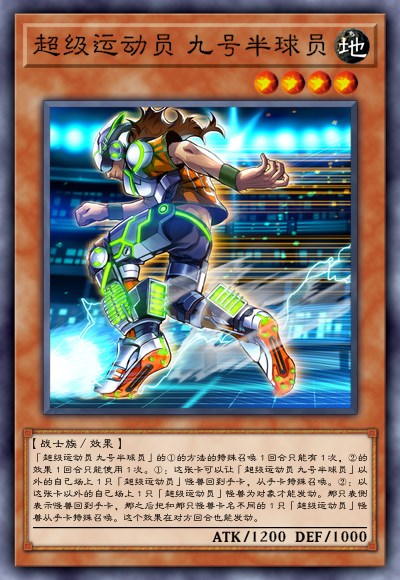 超级运动员 九号半球员
地
【战士族／效果】
「超级运动员 九号半球员」的①的方法的特殊召唤1回合只能有1次，②的
效果1回合只能使用1次。①：这张卡可以让「超级运动员 九号半球员」以
外的自己场上1只「超级运动员」怪兽回到手卡，从手卡特殊召唤。②：以
这张卡以外的自己场上1只「超级运动员」怪兽为对象才能发动。那只表侧
表示怪兽回到手卡，那之后把和那只怪兽卡名不同的1只「超级运动员」怪
兽从手卡特殊召唤。这个效果在对方回合也能发动。
ATK/1200 DEF/1000